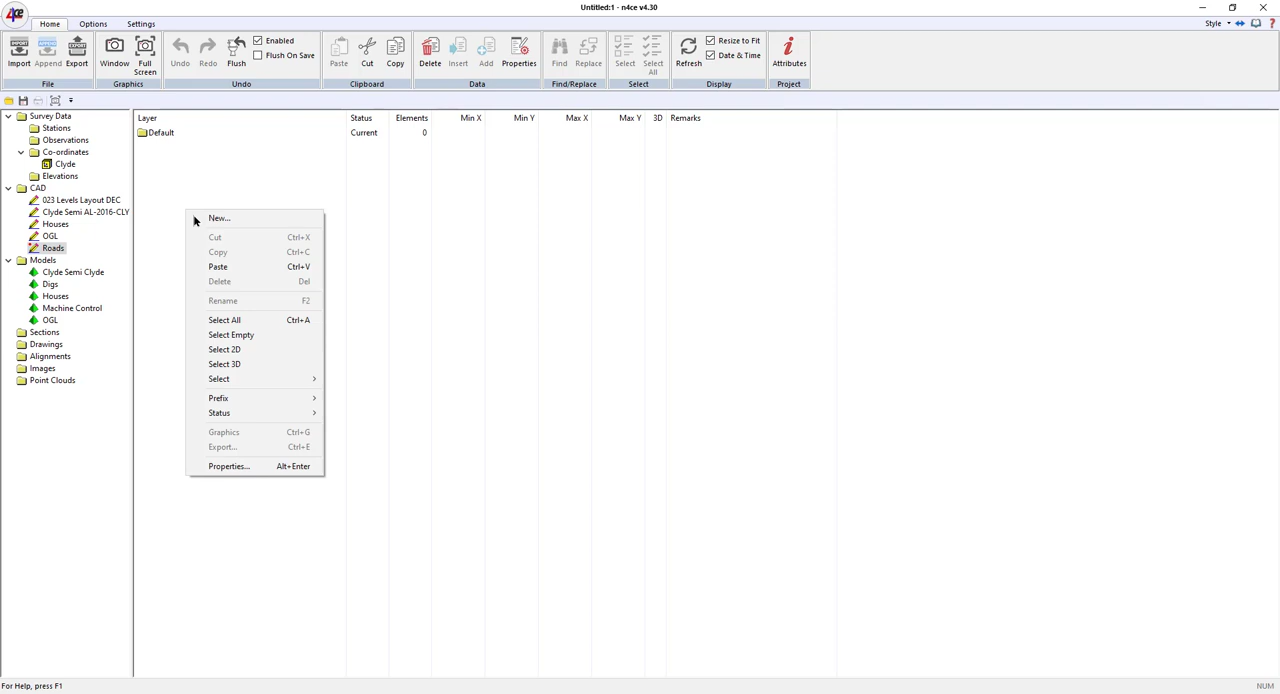 Untitled:1 - n4ce v4.30
4ce
Home Options Settings
Style
Import Append Export
Window Full Screen
Undo Redo Flush
Enabled
Flush On Save
Paste Cut Copy
Delete Insert Add Properties
Find Replace
Select Select All
Refresh
Resize to Fit
Date & Time
Attributes
File Graphics Undo Clipboard Data Find/Replace Select Display Project
Survey Data
Stations
Observations
Co-ordinates
Clyde
Elevations
CAD
023 Levels Layout DEC
Clyde Semi AL-2016-CLY
Houses
OGL
Roads
Models
Clyde Semi Clyde
Digs
Houses
Machine Control
OGL
Sections
Drawings
Alignments
Images
Point Clouds
Layer Status Elements Min X Min Y Max X Max Y 3D Remarks
Default Current 0
New...
Cut Ctrl+X
Copy Ctrl+C
Paste Ctrl+V
Delete Del
Rename F2
Select All Ctrl+A
Select Empty
Select 2D
Select 3D
Select
Prefix
Status
Graphics Ctrl+G
Export... Ctrl+E
Properties... Alt+Enter
For Help, press F1 NUM